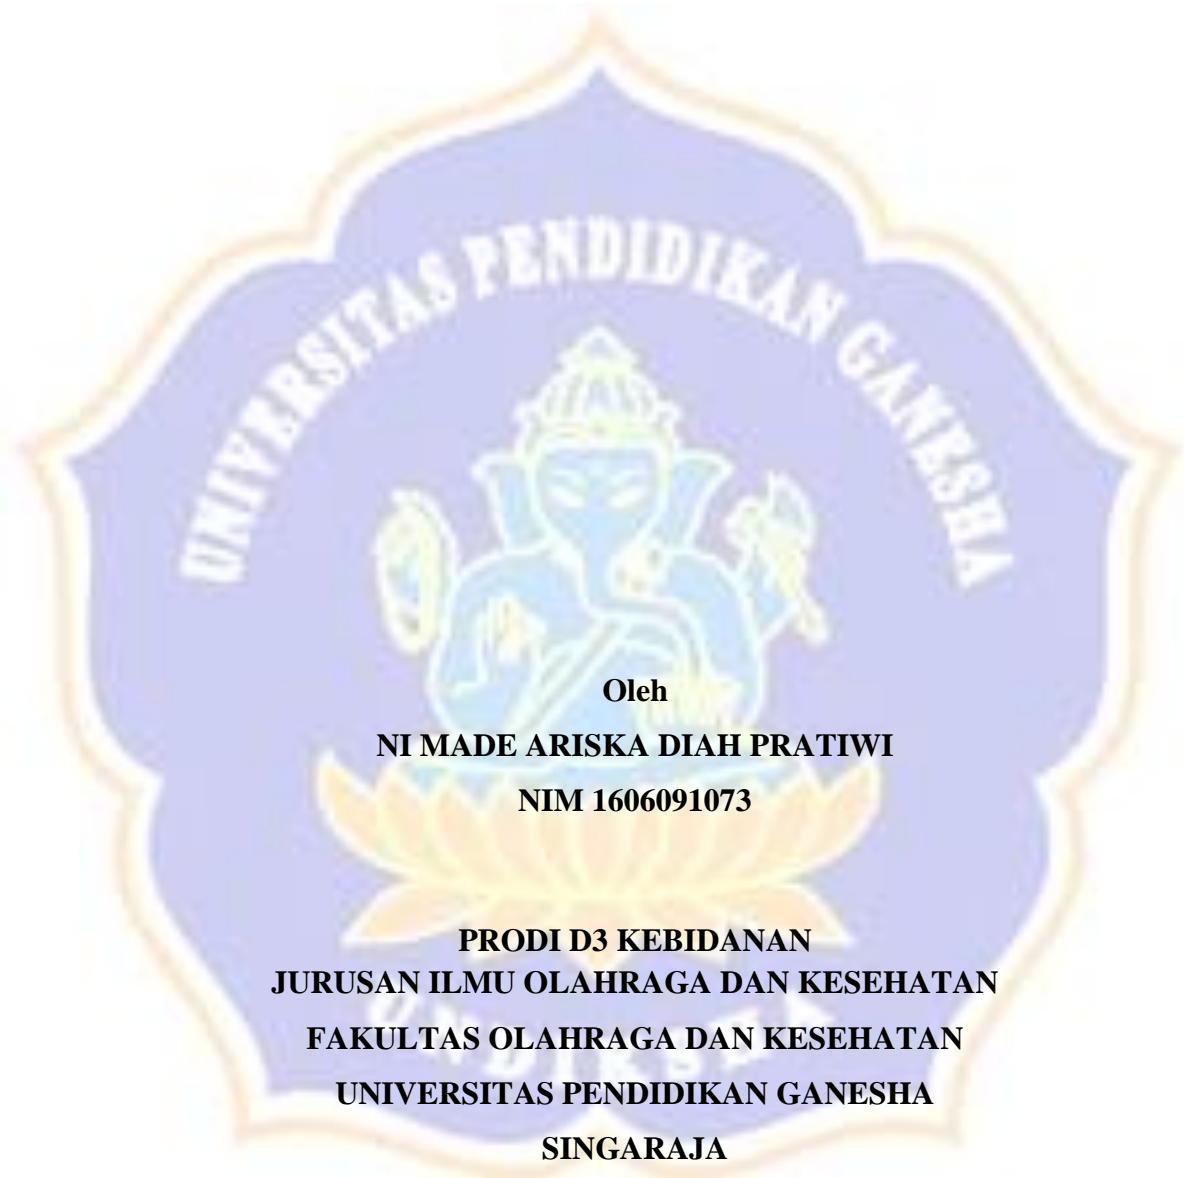 UNIVERSITAS PENDIDIKAN GANESHA
Oleh
NI MADE ARISKA DIAH PRATIWI
NIM 1606091073
PRODI D3 KEBIDANAN
JURUSAN ILMU OLAHRAGA DAN KESEHATAN
FAKULTAS OLAHRAGA DAN KESEHATAN
UNIVERSITAS PENDIDIKAN GANESHA
SINGARAJA
UNDIKSHA